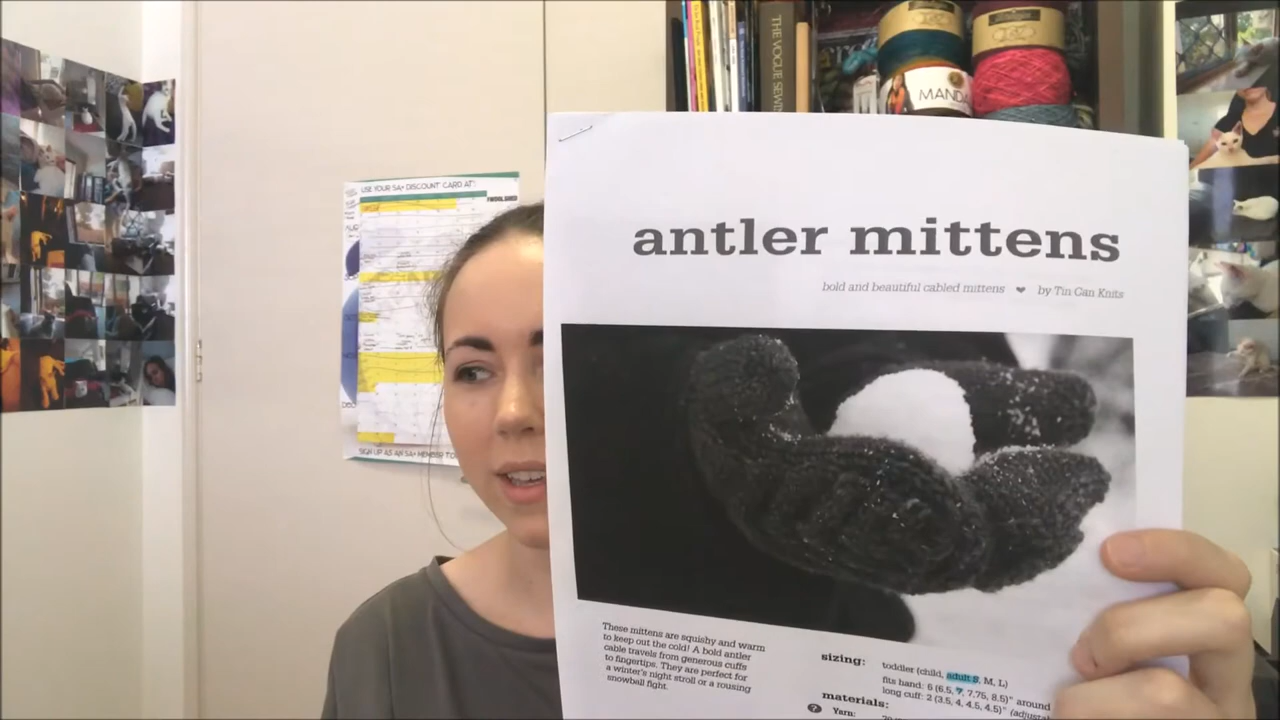 THE VOGUE SEWIN
MANDA
USE YOUR SA+ DISCOUNT CARD AT:
SIGN UP AS AN SA+ MEMBER TO
antler mittens
bold and beautiful cabled mittens ❤ by Tin Can Knits
These mittens are squishy and warm
to keep out the cold! A bold antler
cable travels from generous cuffs
to fingertips. They are perfect for
a winter's night stroll or a rousing
snowball fight.
sizing: toddler (child, adult S, M, L)
fits hand: 6 (6.5, 7, 7.75, 8.5)" around
long cuff: 2 (3.5, 4, 4.5, 4.5)" (adjustab
materials:
Yarn: